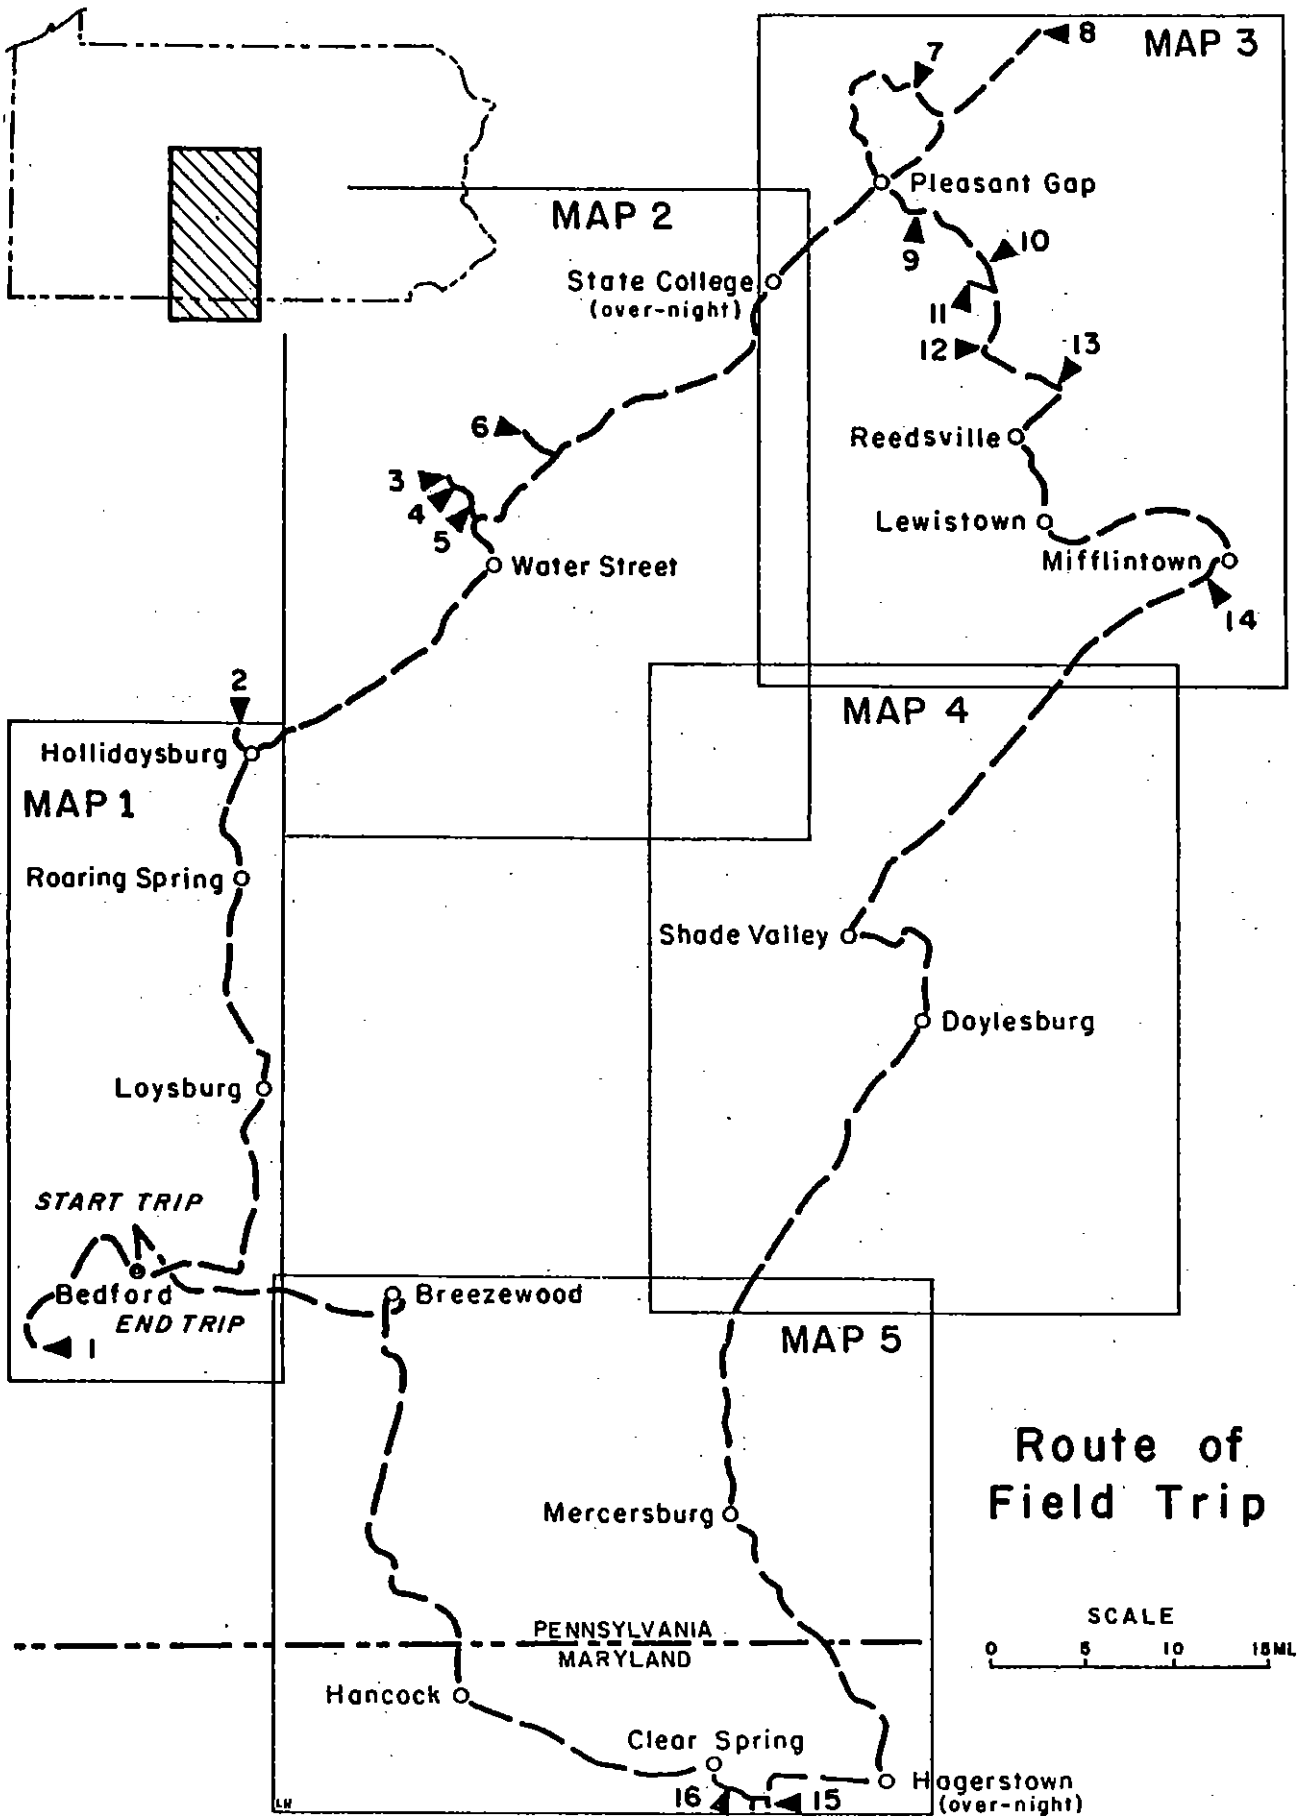 MAP 3
8
7
Pleasant Gap
MAP 2
9
10
State College
(over-night)
11
12
13
6
Reedsville
3
4
5
Lewistown
Water Street
Mifflintown
14
2
MAP 4
Hollidaysburg
MAP 1
Roaring Spring
Shade Valley
Doylesburg
Loysburg
START TRIP
Bedford
END TRIP
1
Breezewood
MAP 5
Route of
Field Trip
Mercersburg
SCALE
0 5 10 15 MI.
PENNSYLVANIA
MARYLAND
Hancock
Clear Spring
16
15
Hagerstown
(over-night)
LH